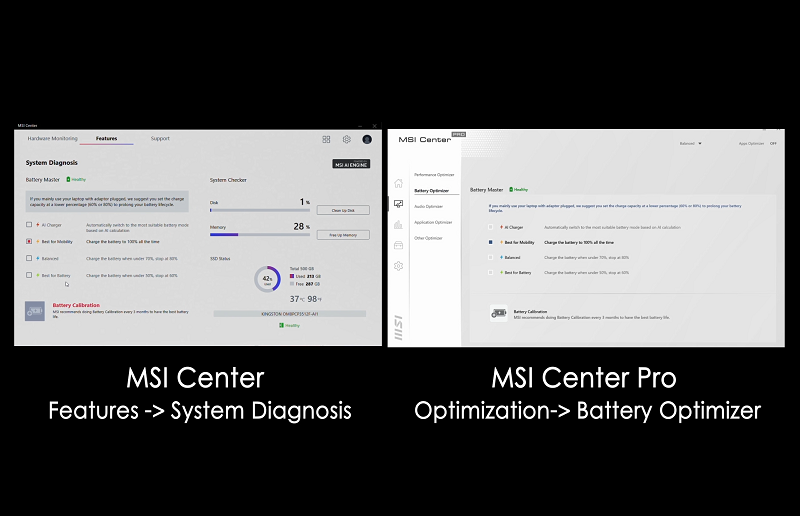 MSI Center
Hardware Monitoring
Features
Support
System Diagnosis
MSI AI ENGINE
Battery Master
Healthy
If you mainly use your laptop with adaptor plugged, we suggest you set the charge
capacity at a lower percentage (60% or 80%) to prolong your battery
lifecycle.
AI Charger
Automatically switch to the most suitable battery mode
based on AI calculation.
Best for Mobility
Charge the battery to 100% all the time
Balanced
Charge the battery when under 70%, stop at 80%
Best for Battery
Charge the battery when under 50%, stop at 60%
Battery Calibration
MSI recommends doing Battery Calibration every 3 months to have the best battery
life.
System Checker
Disk
1 %
Clean Up Disk
Memory
28 %
Free Up Memory
SSD Status
42%
used
Total 500 GB
Used 213 GB
Free 287 GB
37°C 98°F
Healthy
MSI Center PRO
Balanced
Apps Optimizer OFF
Performance Optimizer
Battery Optimizer
Audio Optimizer
Application Optimizer
Other Optimizer
msi
Battery Master
Healthy
If you mainly use your laptop with adaptor plugged, we suggest you set the charge capacity at a lower percentage (60% or 80%) to prolong your battery
lifecycle.
AI Charger
Automatically switch to the most suitable battery mode based on AI calculation.
Best for Mobility
Charge the battery to 100% all the time
Balanced
Charge the battery when under 70%, stop at 80%
Best for Battery
Charge the battery when under 50%, stop at 60%
Battery Calibration
MSI recommends doing Battery Calibration every 3 months to have the best battery life.
MSI Center
Features -> System Diagnosis
MSI Center Pro
Optimization-> Battery Optimizer